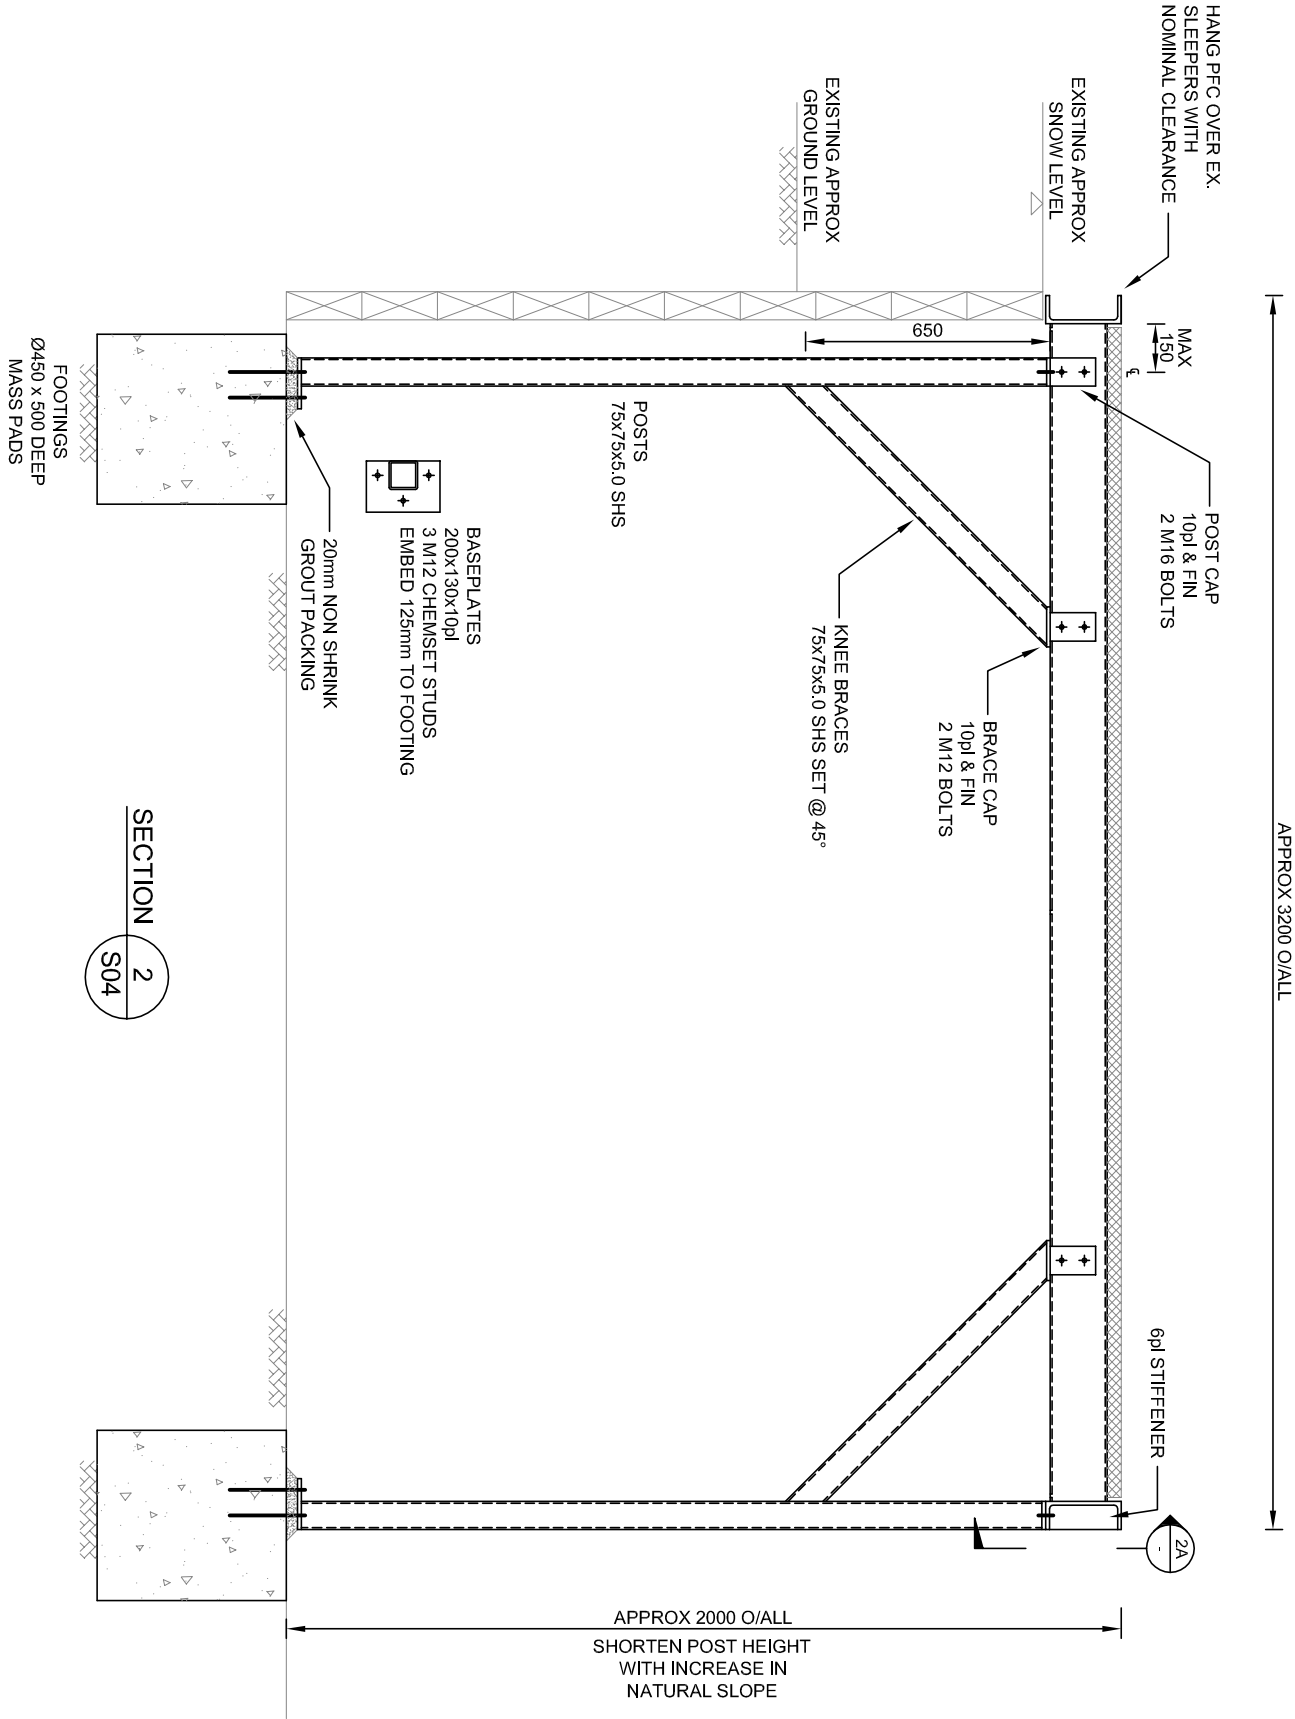 HANG PFC OVER EX.
SLEEPERS WITH
NOMINAL CLEARANCE
EXISTING APPROX
SNOW LEVEL
EXISTING APPROX
GROUND LEVEL
APPROX 3200 O/ALL
MAX
150
℄
650
POST CAP
10pl & FIN
2 M16 BOLTS
BRACE CAP
10pl & FIN
2 M12 BOLTS
KNEE BRACES
75x75x5.0 SHS SET @ 45°
POSTS
75x75x5.0 SHS
BASEPLATES
200x130x10pl
3 M12 CHEMSET STUDS
EMBED 125mm TO FOOTING
20mm NON SHRINK
GROUT PACKING
FOOTINGS
Ø450 x 500 DEEP
MASS PADS
6pl STIFFENER
2A
-
APPROX 2000 O/ALL
SHORTEN POST HEIGHT
WITH INCREASE IN
NATURAL SLOPE
SECTION
2
S04